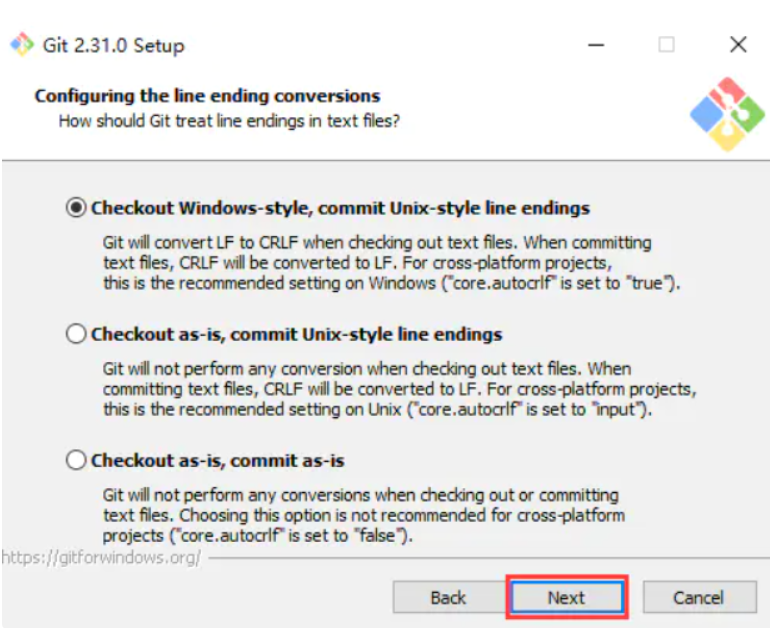 Git 2.31.0 Setup
Configuring the line ending conversions
How should Git treat line endings in text files?
Checkout Windows-style, commit Unix-style line endings
Git will convert LF to CRLF when checking out text files. When committing
text files, CRLF will be converted to LF. For cross-platform projects,
this is the recommended setting on Windows ("core.autocrlf" is set to "true").
Checkout as-is, commit Unix-style line endings
Git will not perform any conversion when checking out text files. When
committing text files, CRLF will be converted to LF. For cross-platform projects,
this is the recommended setting on Unix ("core.autocrlf" is set to "input").
Checkout as-is, commit as-is
Git will not perform any conversions when checking out or committing
text files. Choosing this option is not recommended for cross-platform
projects ("core.autocrlf" is set to "false").
https://gitforwindows.org/
Back Next Cancel